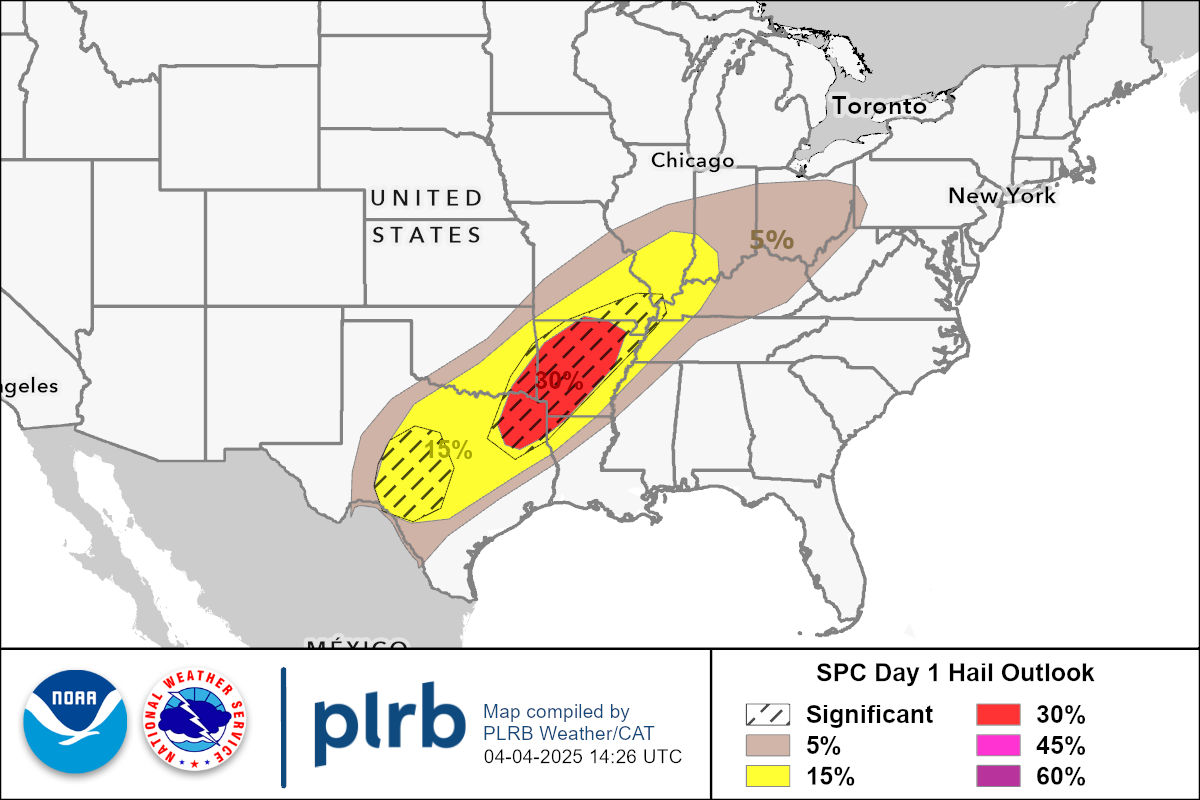 Toronto
Chicago
New York
UNITED
STATES
5%
ngeles
30%
15%
MÉXICO
NOAA
NATIONAL WEATHER SERVICE
plrb
Map compiled by
PLRB Weather/CAT
04-04-2025 14:26 UTC
SPC Day 1 Hail Outlook
Significant
5%
15%
30%
45%
60%